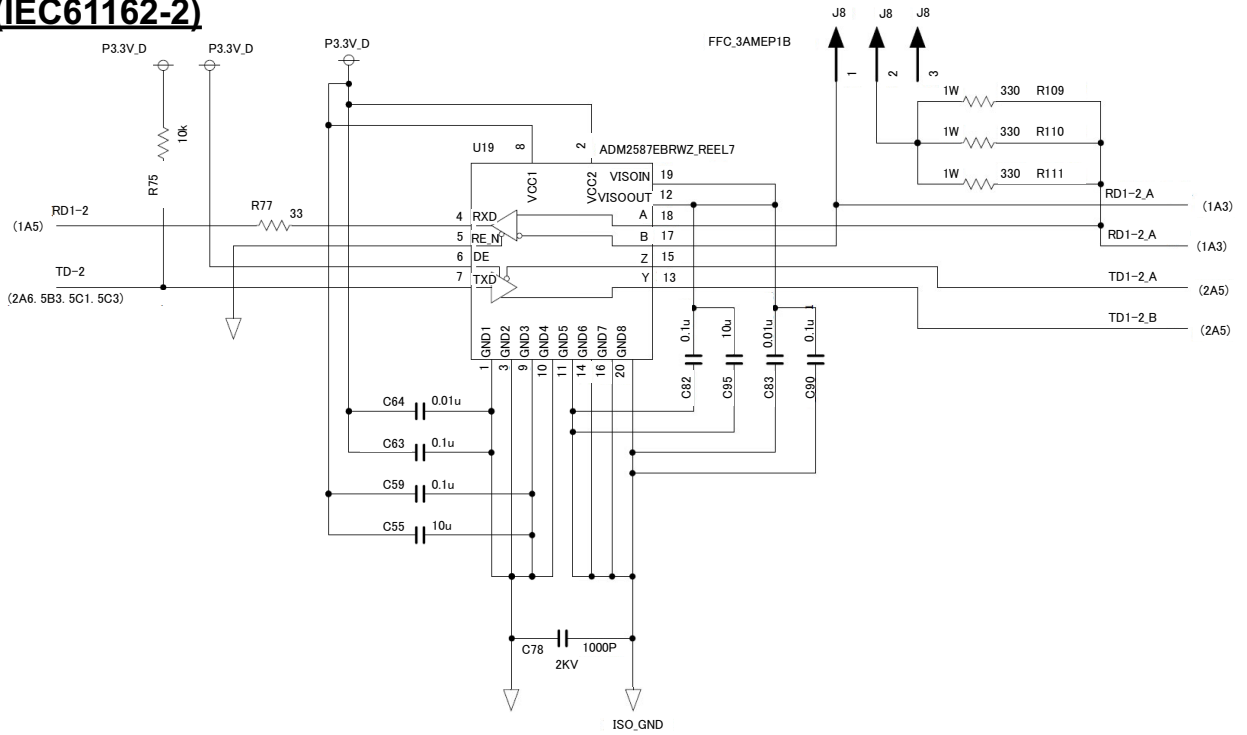 (IEC61162-2)
P3.3V_D
P3.3V_D
P3.3V_D
FFC_3AMEP1B
J8
J8
J8
1
2
3
1W 330 R109
1W 330 R110
1W 330 R111
10k
R75
U19
8
2
ADM2587EBRWZ_REEL7
VCC1
VCC2
VISOIN 19
VISOOUT 12
RD1-2
(1A5)
R77
33
4 RXD
A 18
5 RE_N
B 17
6 DE
Z 15
7 TXD
Y 13
RD1-2_A
(1A3)
RD1-2_A
(1A3)
TD-2
(2A6. 5B3. 5C1. 5C3)
TD1-2_A
(2A5)
TD1-2_B
(2A5)
GND1
GND2
GND3
GND4
GND5
GND6
GND7
GND8
1
3
9
10
11
14
16
20
0.1u
10u
0.01u
0.1u
C82
C95
C83
C90
C64 0.01u
C63 0.1u
C59 0.1u
C55 10u
C78
1000P
2KV
ISO_GND